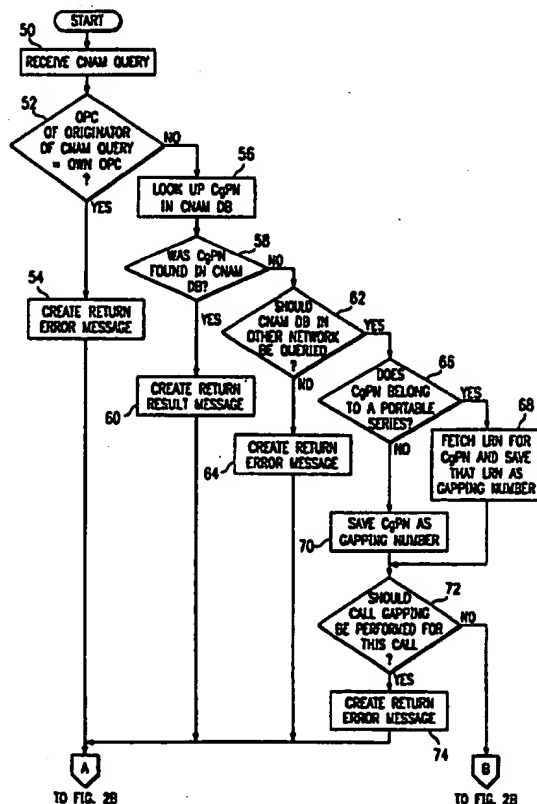 START
50
RECEIVE CNAM QUERY
52
OPC
OF ORIGINATOR
OF CNAM QUERY
= OWN OPC
?
NO
YES
56
LOOK UP CgPN
IN CNAM DB
58
WAS CgPN
FOUND IN CNAM
DB?
NO
YES
54
CREATE RETURN
ERROR MESSAGE
62
SHOULD
CNAM DB IN
OTHER NETWORK
BE QUERIED
?
YES
NO
60
CREATE RETURN
RESULT MESSAGE
66
DOES
CgPN BELONG
TO A PORTABLE
SERIES?
YES
NO
64
CREATE RETURN
ERROR MESSAGE
68
FETCH LRN FOR
CgPN AND SAVE
THAT LRN AS
GAPPING NUMBER
70
SAVE CgPN AS
GAPPING NUMBER
72
SHOULD
CALL GAPPING
BE PERFORMED FOR
THIS CALL
?
NO
YES
CREATE RETURN
ERROR MESSAGE
74
A
TO FIG. 2B
B
TO FIG. 2B